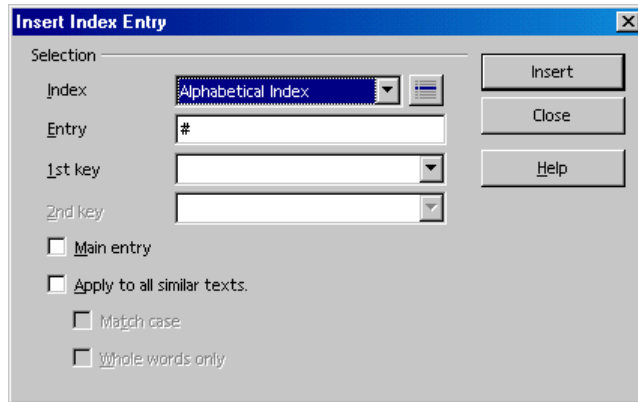 Insert Index Entry
Selection
Index
Alphabetical Index
Entry
#
1st key
2nd key
Main entry
Apply to all similar texts.
Match case
Whole words only
Insert
Close
Help